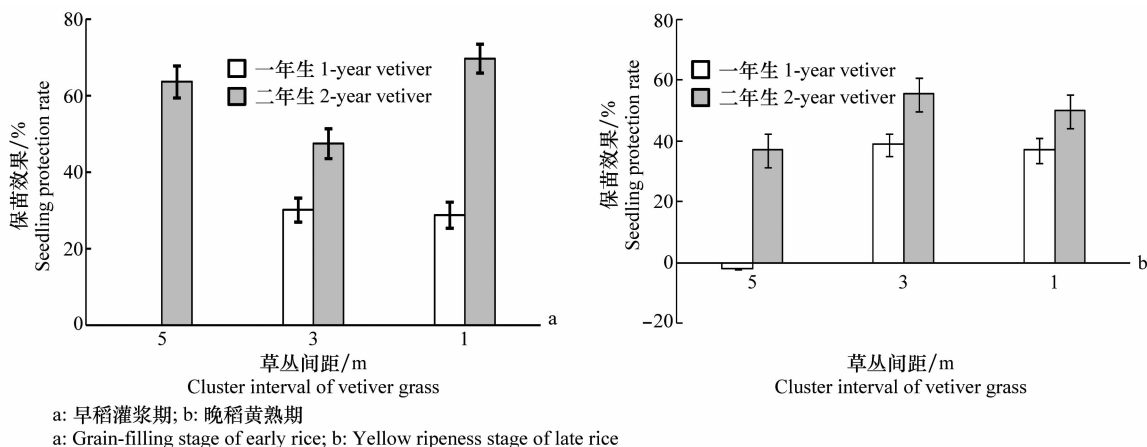 80
60
40
20
0
保苗效果/%
Seedling protection rate
一年生 1-year vetiver
二年生 2-year vetiver
5 3 1
a
草丛间距/m
Cluster interval of vetiver grass
80
60
40
20
0
−20
保苗效果/%
Seedling protection rate
一年生 1-year vetiver
二年生 2-year vetiver
5 3 1
b
草丛间距/m
Cluster interval of vetiver grass
a: 早稻灌浆期; b: 晚稻黄熟期
a: Grain-filling stage of early rice; b: Yellow ripeness stage of late rice